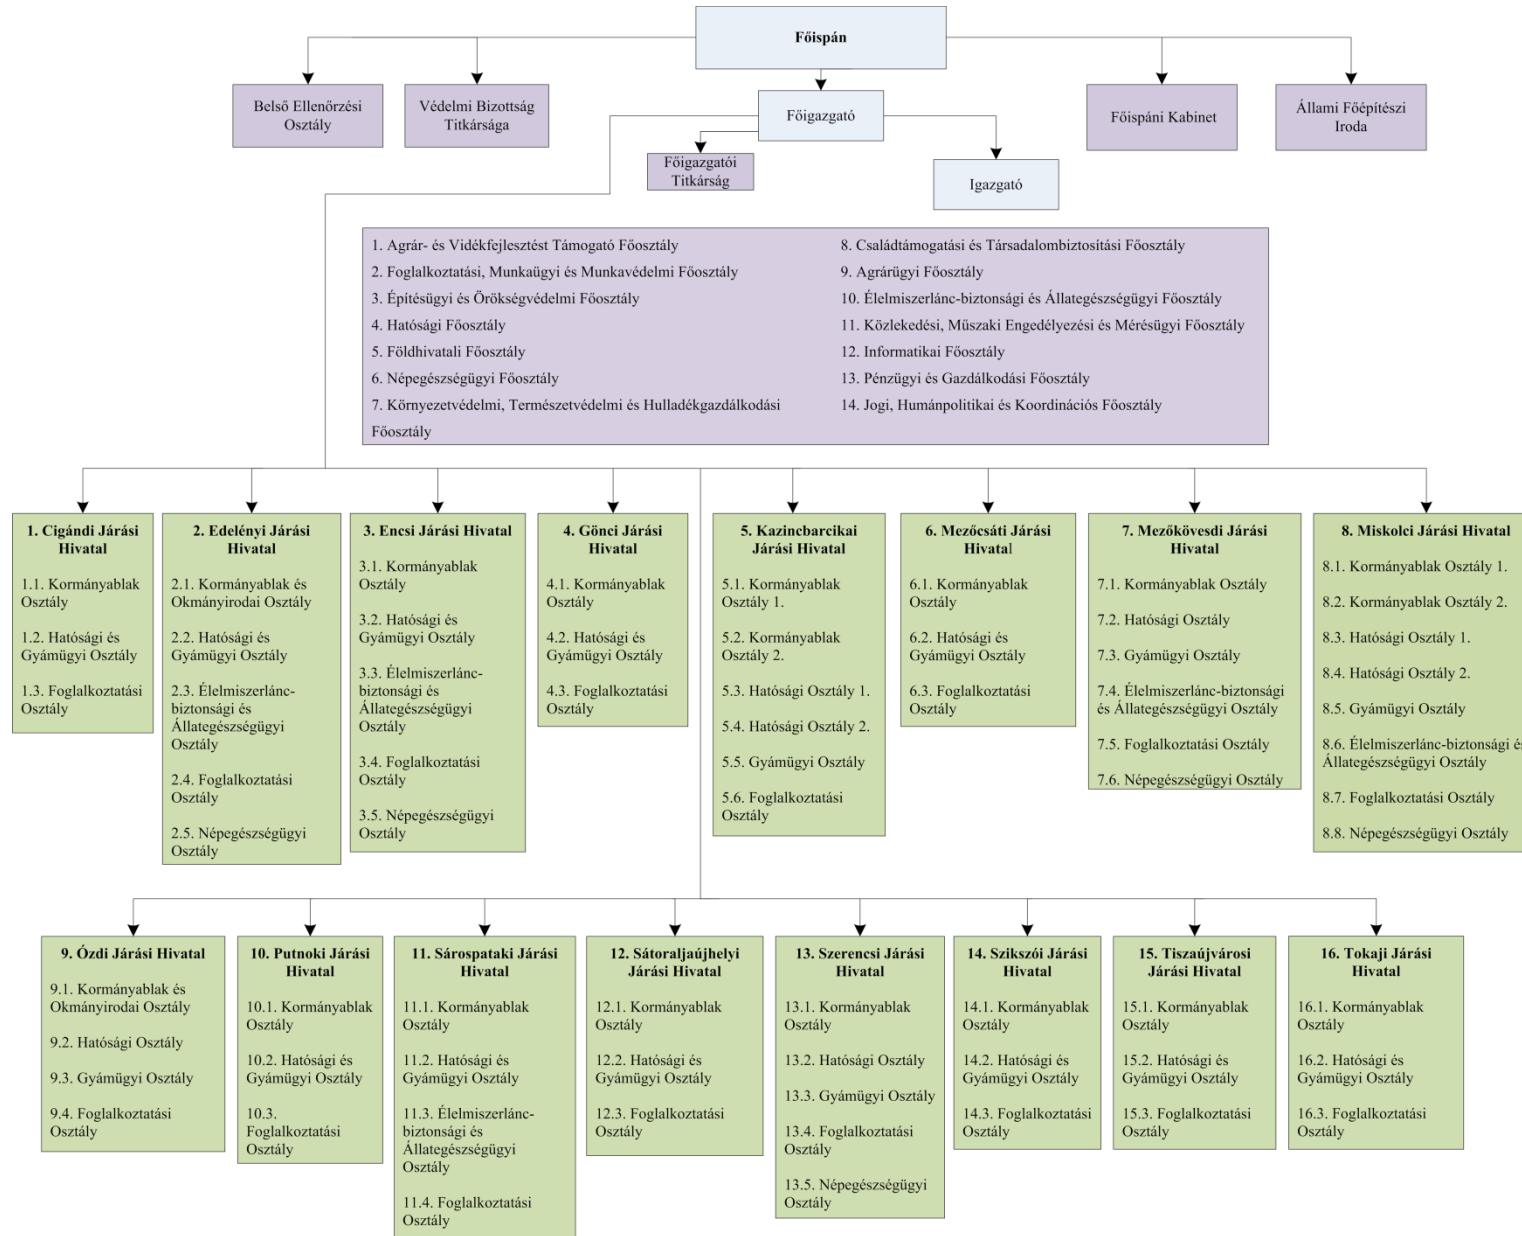 Főispán
Belső Ellenőrzési
Osztály
Védelmi Bizottság
Titkársága
Főigazgató
Főispáni Kabinet
Állami Főépítészi
Iroda
Főigazgatói
Titkárság
Igazgató
1. Agrár- és Vidékfejlesztést Támogató Főosztály
2. Foglalkoztatási, Munkaügyi és Munkavédelmi Főosztály
3. Építésügyi és Örökségvédelmi Főosztály
4. Hatósági Főosztály
5. Földhivatali Főosztály
6. Népegészségügyi Főosztály
7. Környezetvédelmi, Természetvédelmi és Hulladékgazdálkodási
Főosztály
8. Családtámogatási és Társadalombiztosítási Főosztály
9. Agrárügyi Főosztály
10. Élelmiszerlánc-biztonsági és Állategészségügyi Főosztály
11. Közlekedési, Műszaki Engedélyezési és Mérésügyi Főosztály
12. Informatikai Főosztály
13. Pénzügyi és Gazdálkodási Főosztály
14. Jogi, Humánpolitikai és Koordinációs Főosztály
1. Cigándi Járási
Hivatal
1.1. Kormányablak
Osztály
1.2. Hatósági és
Gyámügyi Osztály
1.3. Foglalkoztatási
Osztály
2. Edelényi Járási
Hivatal
2.1. Kormányablak és
Okmányirodai Osztály
2.2. Hatósági és
Gyámügyi Osztály
2.3. Élelmiszerlánc-
biztonsági és
Állategészségügyi
Osztály
2.4. Foglalkoztatási
Osztály
2.5. Népegészségügyi
Osztály
3. Encsi Járási Hivatal
3.1. Kormányablak
Osztály
3.2. Hatósági és
Gyámügyi Osztály
3.3. Élelmiszerlánc-
biztonsági és
Állategészségügyi
Osztály
3.4. Foglalkoztatási
Osztály
3.5. Népegészségügyi
Osztály
4. Gönci Járási
Hivatal
4.1. Kormányablak
Osztály
4.2. Hatósági és
Gyámügyi Osztály
4.3. Foglalkoztatási
Osztály
5. Kazincbarcikai
Járási Hivatal
5.1. Kormányablak
Osztály 1.
5.2. Kormányablak
Osztály 2.
5.3. Hatósági Osztály 1.
5.4. Hatósági Osztály 2.
5.5. Gyámügyi Osztály
5.6. Foglalkoztatási
Osztály
6. Mezőcsáti Járási
Hivatal
6.1. Kormányablak
Osztály
6.2. Hatósági és
Gyámügyi Osztály
6.3. Foglalkoztatási
Osztály
7. Mezőkövesdi Járási
Hivatal
7.1. Kormányablak Osztály
7.2. Hatósági Osztály
7.3. Gyámügyi Osztály
7.4. Élelmiszerlánc-biztonsági
és Állategészségügyi Osztály
7.5. Foglalkoztatási Osztály
7.6. Népegészségügyi Osztály
8. Miskolci Járási Hivatal
8.1. Kormányablak Osztály 1.
8.2. Kormányablak Osztály 2.
8.3. Hatósági Osztály 1.
8.4. Hatósági Osztály 2.
8.5. Gyámügyi Osztály
8.6. Élelmiszerlánc-biztonsági és
Állategészségügyi Osztály
8.7. Foglalkoztatási Osztály
8.8. Népegészségügyi Osztály
9. Ózdi Járási Hivatal
9.1. Kormányablak és
Okmányirodai Osztály
9.2. Hatósági Osztály
9.3. Gyámügyi Osztály
9.4. Foglalkoztatási
Osztály
10. Putnoki Járási
Hivatal
10.1. Kormányablak
Osztály
10.2. Hatósági és
Gyámügyi Osztály
10.3.
Foglalkoztatási
Osztály
11. Sárospataki Járási
Hivatal
11.1. Kormányablak
Osztály
11.2. Hatósági és
Gyámügyi Osztály
11.3. Élelmiszerlánc-
biztonsági és
Állategészségügyi
Osztály
11.4. Foglalkoztatási
Osztály
12. Sátoraljaújhelyi
Járási Hivatal
12.1. Kormányablak
Osztály
12.2. Hatósági és
Gyámügyi Osztály
12.3. Foglalkoztatási
Osztály
13. Szerencsi Járási
Hivatal
13.1. Kormányablak
Osztály
13.2. Hatósági Osztály
13.3. Gyámügyi Osztály
13.4. Foglalkoztatási
Osztály
13.5. Népegészségügyi
Osztály
14. Szikszói Járási
Hivatal
14.1. Kormányablak
Osztály
14.2. Hatósági és
Gyámügyi Osztály
14.3. Foglalkoztatási
Osztály
15. Tiszaújvárosi
Járási Hivatal
15.1. Kormányablak
Osztály
15.2. Hatósági és
Gyámügyi Osztály
15.3. Foglalkoztatási
Osztály
16. Tokaji Járási
Hivatal
16.1. Kormányablak
Osztály
16.2. Hatósági és
Gyámügyi Osztály
16.3. Foglalkoztatási
Osztály